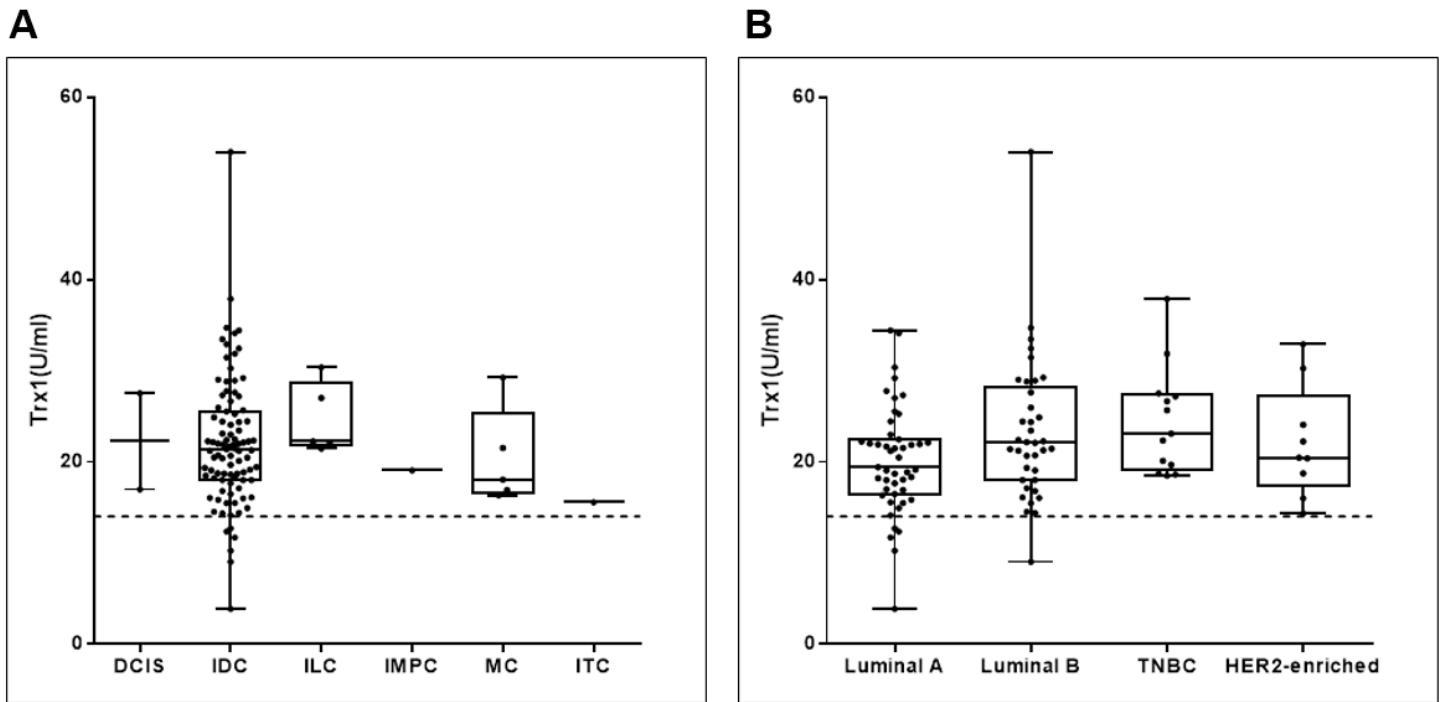 A
B
Trx1(U/ml)
60
40
20
0
DCIS IDC ILC IMPC MC ITC
Trx1(U/ml)
60
40
20
0
Luminal A Luminal B TNBC HER2-enriched